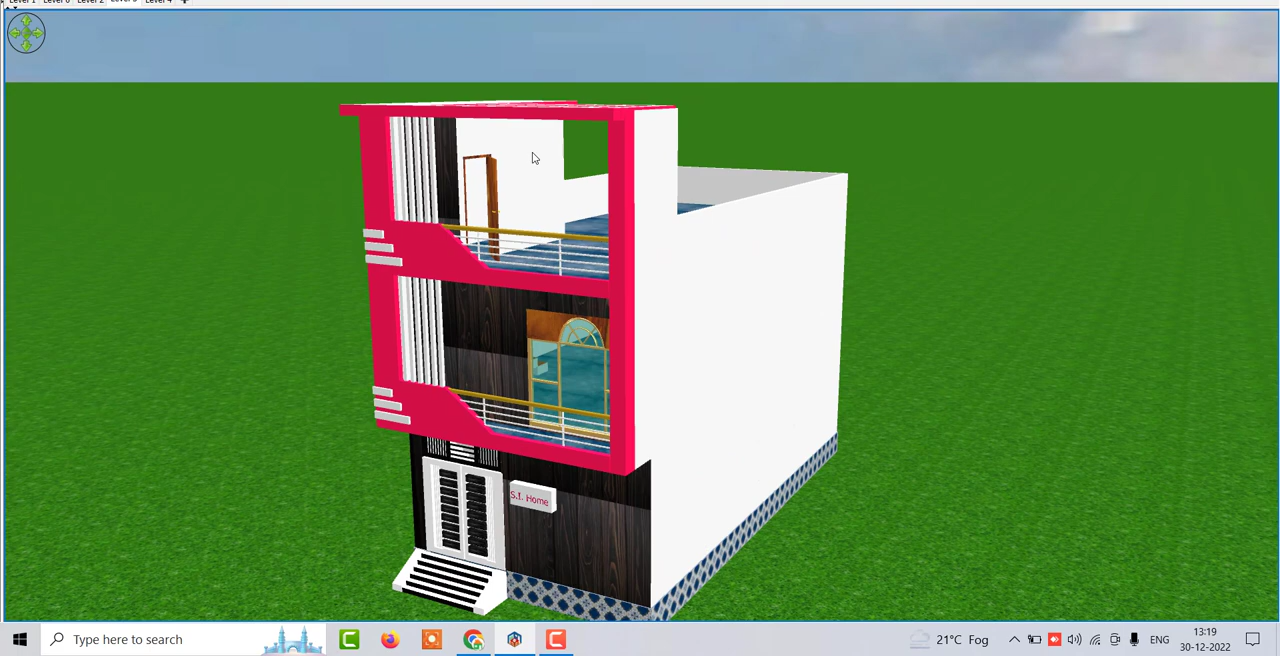 S.I. Home
Type here to search
21°C Fog
ENG
13:19
30-12-2022